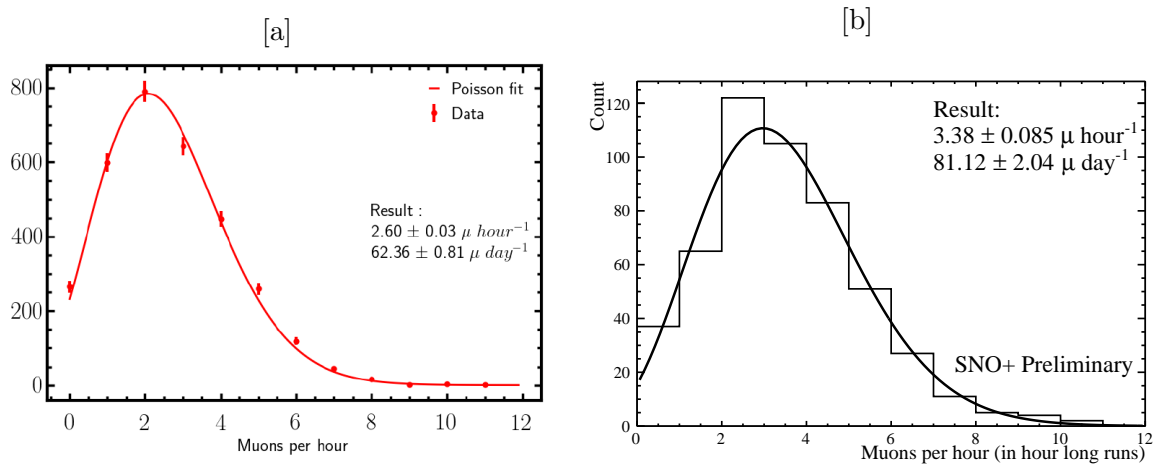 [a]
800
600
400
200
0
0 2 4 6 8 10 12
Muons per hour
Poisson fit
Data
Result :
2.60 ± 0.03 μ hour⁻¹
62.36 ± 0.81 μ day⁻¹
[b]
Count
120
100
80
60
40
20
0
0 2 4 6 8 10 12
Muons per hour (in hour long runs)
Result:
3.38 ± 0.085 μ hour⁻¹
81.12 ± 2.04 μ day⁻¹
SNO+ Preliminary